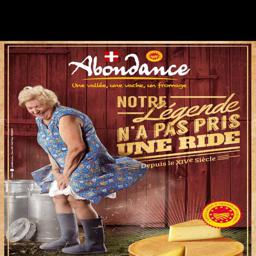 Abondance
Une vallée, une vache, un fromage
NOTRE
Légende
N'A PAS PRIS
UNE RIDE
Depuis le XIVe Siècle